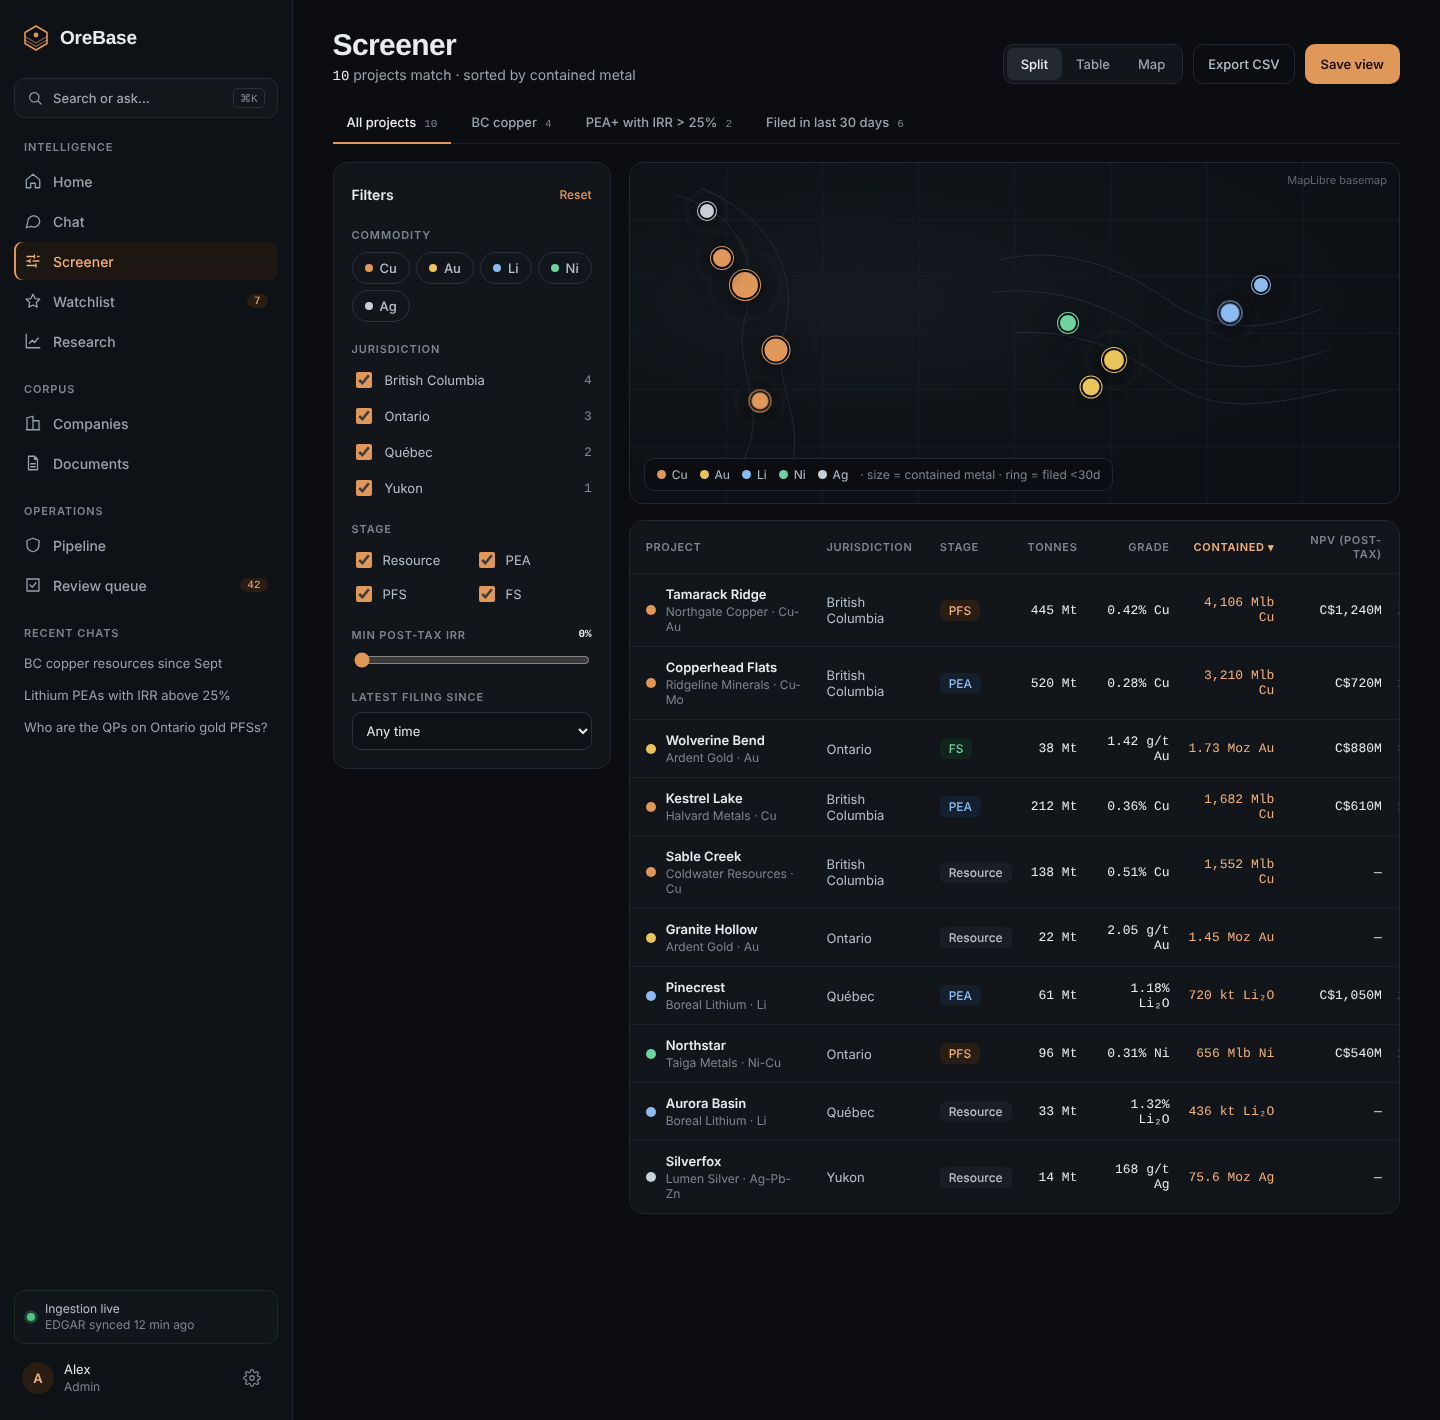 OreBase
Search or ask...
⌘K
INTELLIGENCE
Home
Chat
Screener
Watchlist 7
Research
CORPUS
Companies
Documents
OPERATIONS
Pipeline
Review queue 42
RECENT CHATS
BC copper resources since Sept
Lithium PEAs with IRR above 25%
Who are the QPs on Ontario gold PFSs?
Ingestion live
EDGAR synced 12 min ago
A
Alex
Admin
Screener
10 projects match · sorted by contained metal
Split Table Map
Export CSV
Save view
All projects 10 BC copper 4 PEA+ with IRR > 25% 2 Filed in last 30 days 6
Filters Reset
COMMODITY
Cu Au Li Ni
Ag
JURISDICTION
British Columbia 4
Ontario 3
Québec 2
Yukon 1
STAGE
Resource PEA
PFS FS
MIN POST-TAX IRR 0%
LATEST FILING SINCE
Any time
MapLibre basemap
Cu Au Li Ni Ag · size = contained metal · ring = filed <30d
PROJECT JURISDICTION STAGE TONNES GRADE CONTAINED ▾ NPV (POST-
TAX)
Tamarack Ridge
Northgate Copper · Cu-
Au
British
Columbia
PFS
445 Mt
0.42% Cu
4,106 Mlb
Cu
C$1,240M
Copperhead Flats
Ridgeline Minerals · Cu-
Mo
British
Columbia
PEA
520 Mt
0.28% Cu
3,210 Mlb
Cu
C$720M
Wolverine Bend
Ardent Gold · Au
Ontario
FS
38 Mt
1.42 g/t
Au
1.73 Moz Au
C$880M
Kestrel Lake
Halvard Metals · Cu
British
Columbia
PEA
212 Mt
0.36% Cu
1,682 Mlb
Cu
C$610M
Sable Creek
Coldwater Resources ·
Cu
British
Columbia
Resource
138 Mt
0.51% Cu
1,552 Mlb
Cu
—
Granite Hollow
Ardent Gold · Au
Ontario
Resource
22 Mt
2.05 g/t
Au
1.45 Moz Au
—
Pinecrest
Boreal Lithium · Li
Québec
PEA
61 Mt
1.18%
Li₂O
720 kt Li₂O
C$1,050M
Northstar
Taiga Metals · Ni-Cu
Ontario
PFS
96 Mt
0.31% Ni
656 Mlb Ni
C$540M
Aurora Basin
Boreal Lithium · Li
Québec
Resource
33 Mt
1.32%
Li₂O
436 kt Li₂O
—
Silverfox
Lumen Silver · Ag-Pb-
Zn
Yukon
Resource
14 Mt
168 g/t
Ag
75.6 Moz Ag
—